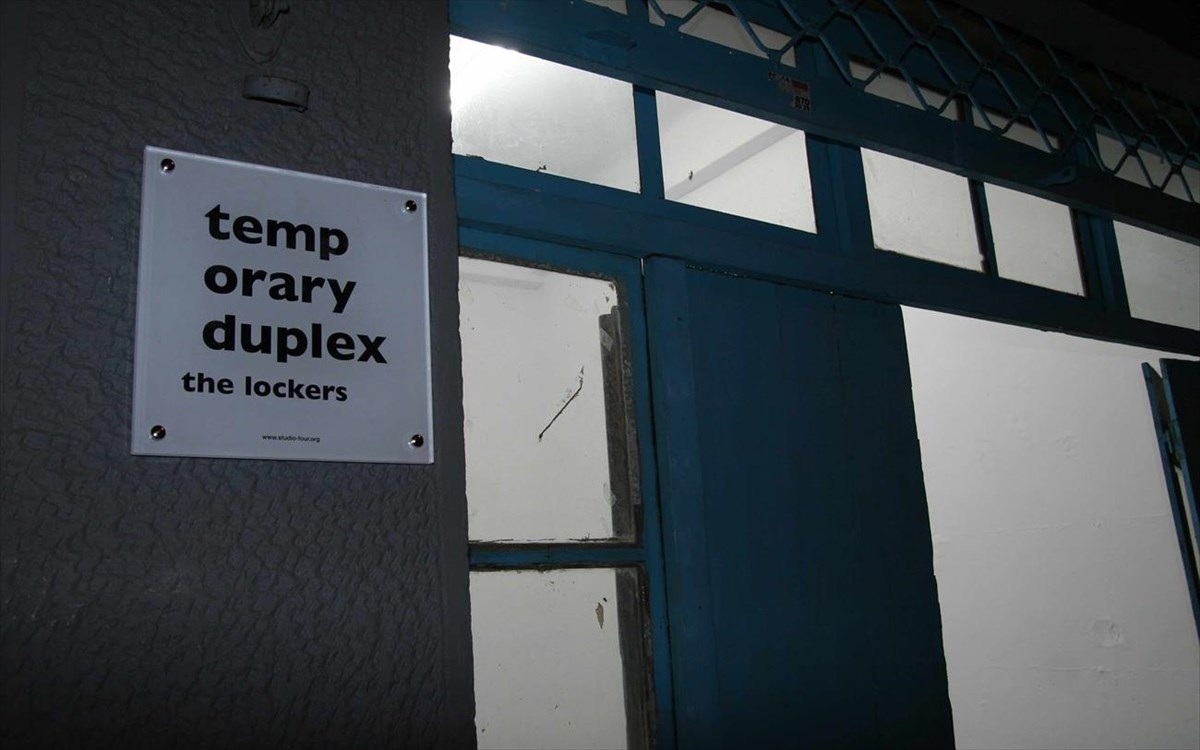 temp
orary
duplex
the lockers
www.studio-four.org